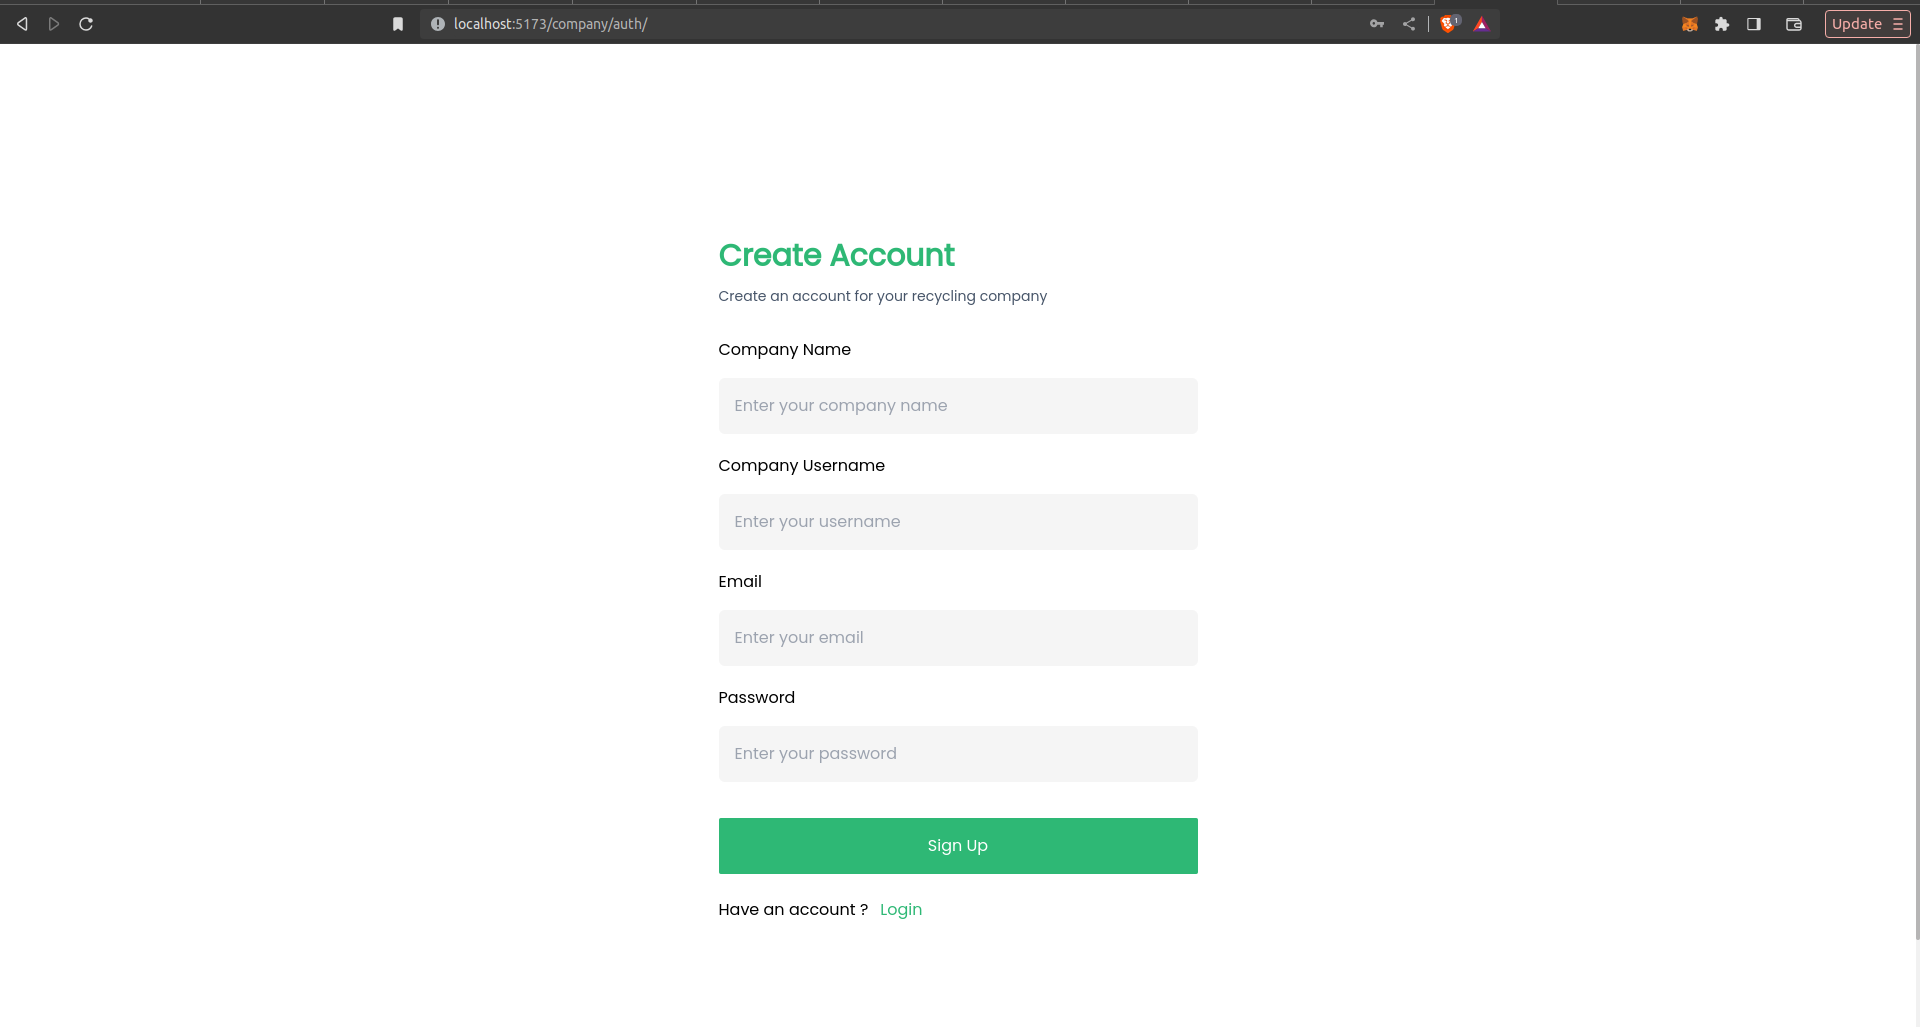 localhost:5173/company/auth/
1
Update
Create Account
Create an account for your recycling company
Company Name
Enter your company name
Company Username
Enter your username
Email
Enter your email
Password
Enter your password
Sign Up
Have an account ? Login